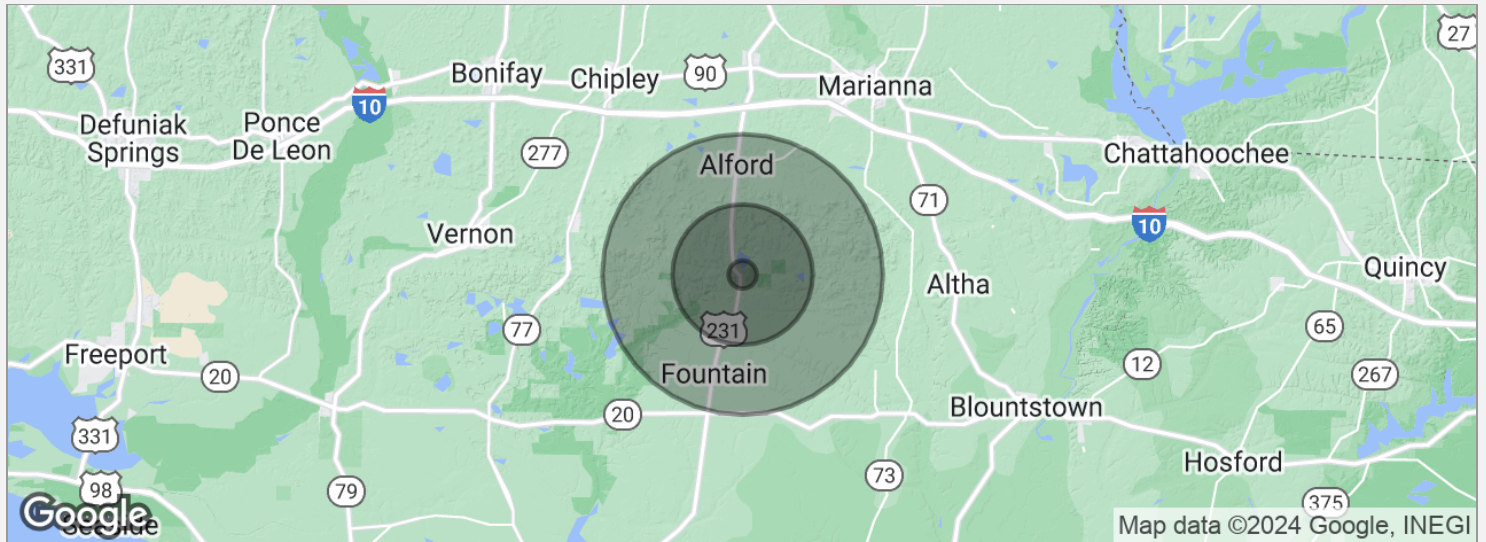 27
331
Bonifay
Chipley
90
Marianna
10
Defuniak
Springs
Ponce
De Leon
277
Alford
Chattahoochee
71
10
Vernon
Altha
Quincy
77
231
65
Freeport
20
Fountain
12
267
20
Blountstown
331
Hosford
98
79
73
375
Google
Seaside
Map data ©2024 Google, INEGI